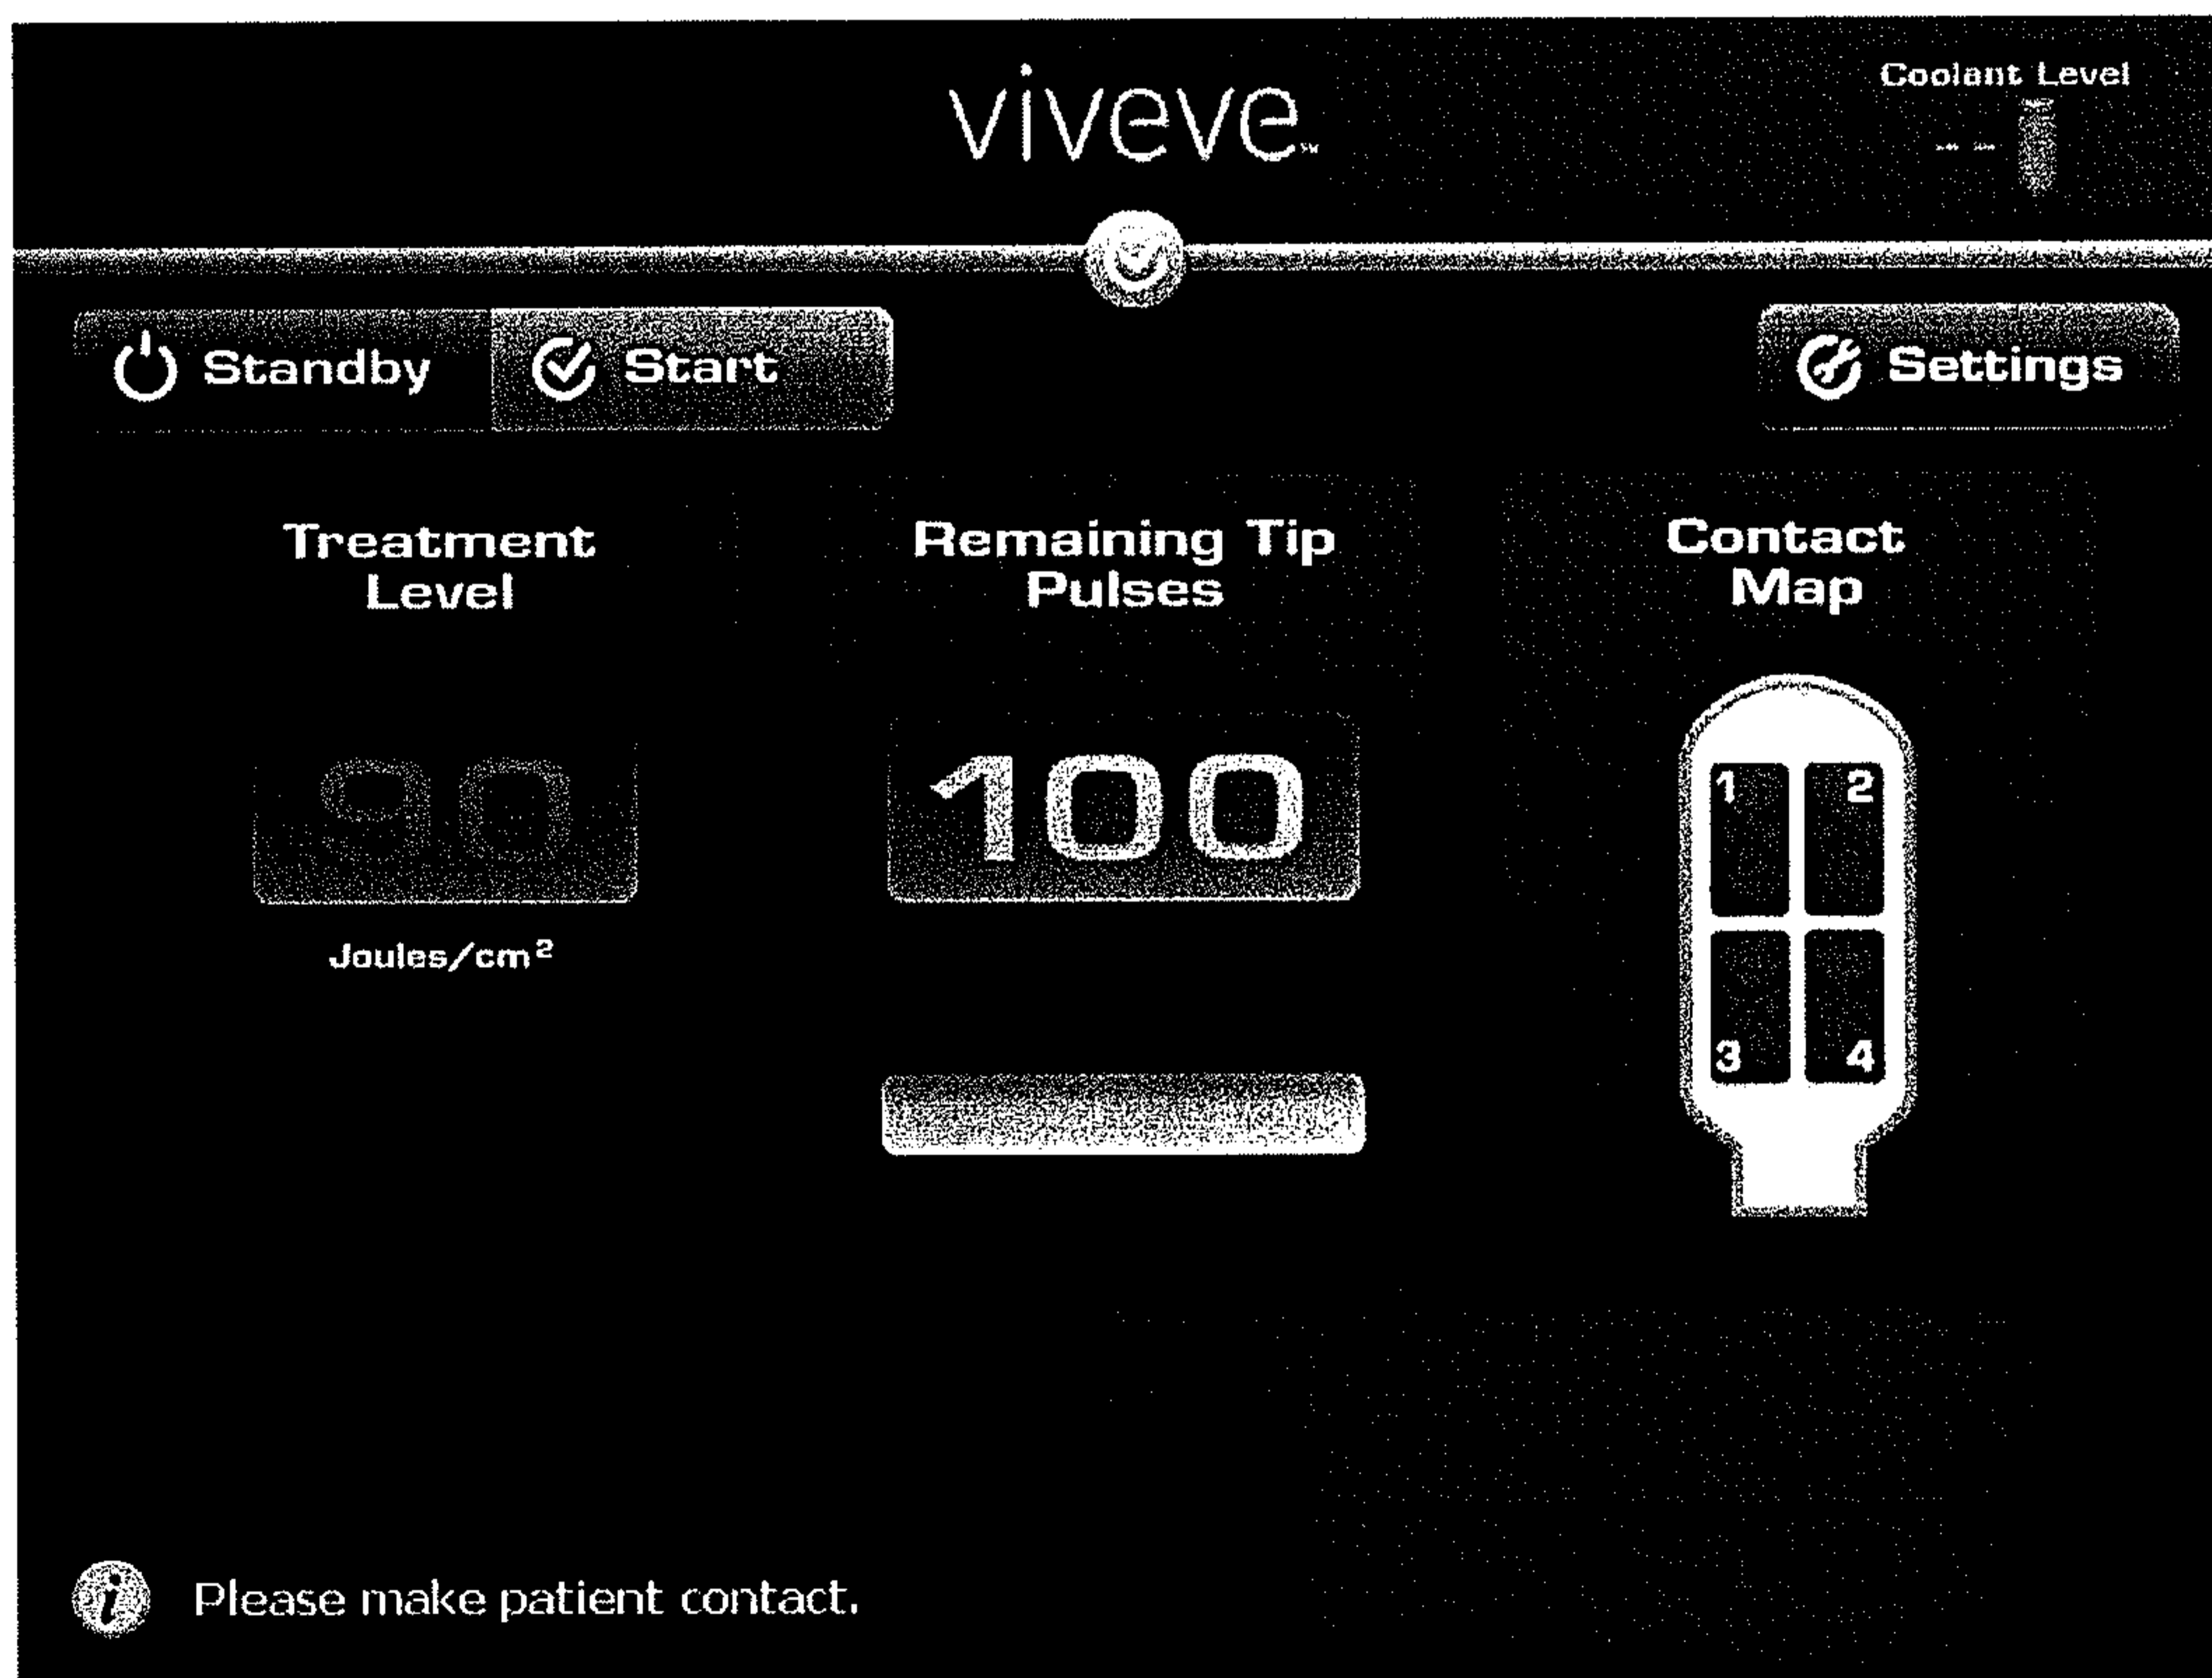 viveve
Coolant Level
--
Standby
Start
Settings
Treatment
Level
Remaining Tip
Pulses
Contact
Map
90
100
1
2
3
4
Joules/cm²
Please make patient contact.